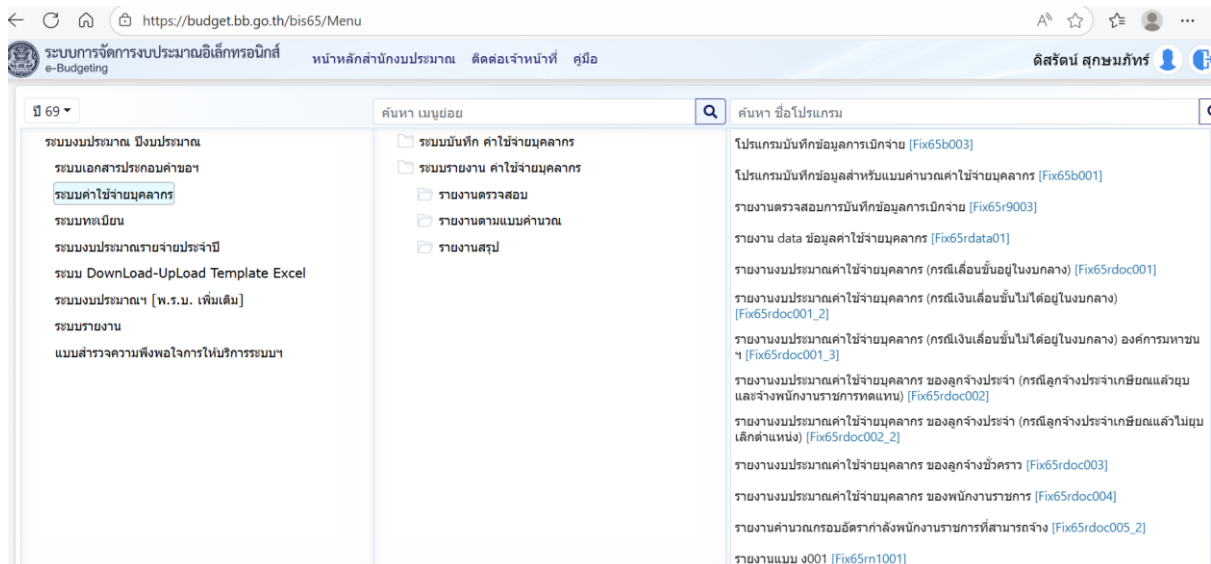 https://budget.bb.go.th/bis65/Menu
ระบบการจัดการงบประมาณอิเล็กทรอนิกส์
e-Budgeting
หน้าหลักสำนักงบประมาณ ติดต่อเจ้าหน้าที่ คู่มือ
ดิสรัตน์ สุกษมภัทร์
ปี 69
ระบบงบประมาณ ปีงบประมาณ
ระบบเอกสารประกอบคำขอฯ
ระบบค่าใช้จ่ายบุคลากร
ระบบทะเบียน
ระบบงบประมาณรายจ่ายประจำปี
ระบบ DownLoad-UpLoad Template Excel
ระบบงบประมาณฯ [พ.ร.บ. เพิ่มเติม]
ระบบรายงาน
แบบสำรวจความพึงพอใจการให้บริการระบบฯ
ค้นหา เมนูย่อย
ระบบบันทึก ค่าใช้จ่ายบุคลากร
ระบบรายงาน ค่าใช้จ่ายบุคลากร
รายงานตรวจสอบ
รายงานตามแบบคำนวณ
รายงานสรุป
ค้นหา ชื่อโปรแกรม
โปรแกรมบันทึกข้อมูลการเบิกจ่าย [Fix65b003]
โปรแกรมบันทึกข้อมูลสำหรับแบบคำนวณค่าใช้จ่ายบุคลากร [Fix65b001]
รายงานตรวจสอบการบันทึกข้อมูลการเบิกจ่าย [Fix65r9003]
รายงาน data ข้อมูลค่าใช้จ่ายบุคลากร [Fix65rdata01]
รายงานงบประมาณค่าใช้จ่ายบุคลากร (กรณีเลื่อนขั้นอยู่ในงบกลาง) [Fix65rdoc001]
รายงานงบประมาณค่าใช้จ่ายบุคลากร (กรณีเงินเลื่อนขั้นไม่ได้อยู่ในงบกลาง)
[Fix65rdoc001_2]
รายงานงบประมาณค่าใช้จ่ายบุคลากร (กรณีเงินเลื่อนขั้นไม่ได้อยู่ในงบกลาง) องค์การมหาชน
ฯ [Fix65rdoc001_3]
รายงานงบประมาณค่าใช้จ่ายบุคลากร ของลูกจ้างประจำ (กรณีลูกจ้างประจำเกษียณแล้วยุบ
และจ้างพนักงานราชการทดแทน) [Fix65rdoc002]
รายงานงบประมาณค่าใช้จ่ายบุคลากร ของลูกจ้างประจำ (กรณีลูกจ้างประจำเกษียณแล้วไม่ยุบ
เลิกตำแหน่ง) [Fix65rdoc002_2]
รายงานงบประมาณค่าใช้จ่ายบุคลากร ของลูกจ้างชั่วคราว [Fix65rdoc003]
รายงานงบประมาณค่าใช้จ่ายบุคลากร ของพนักงานราชการ [Fix65rdoc004]
รายงานคำนวณกรอบอัตรากำลังพนักงานราชการที่สามารถจ้าง [Fix65rdoc005_2]
รายงานแบบ ง001 [Fix65rn1001]